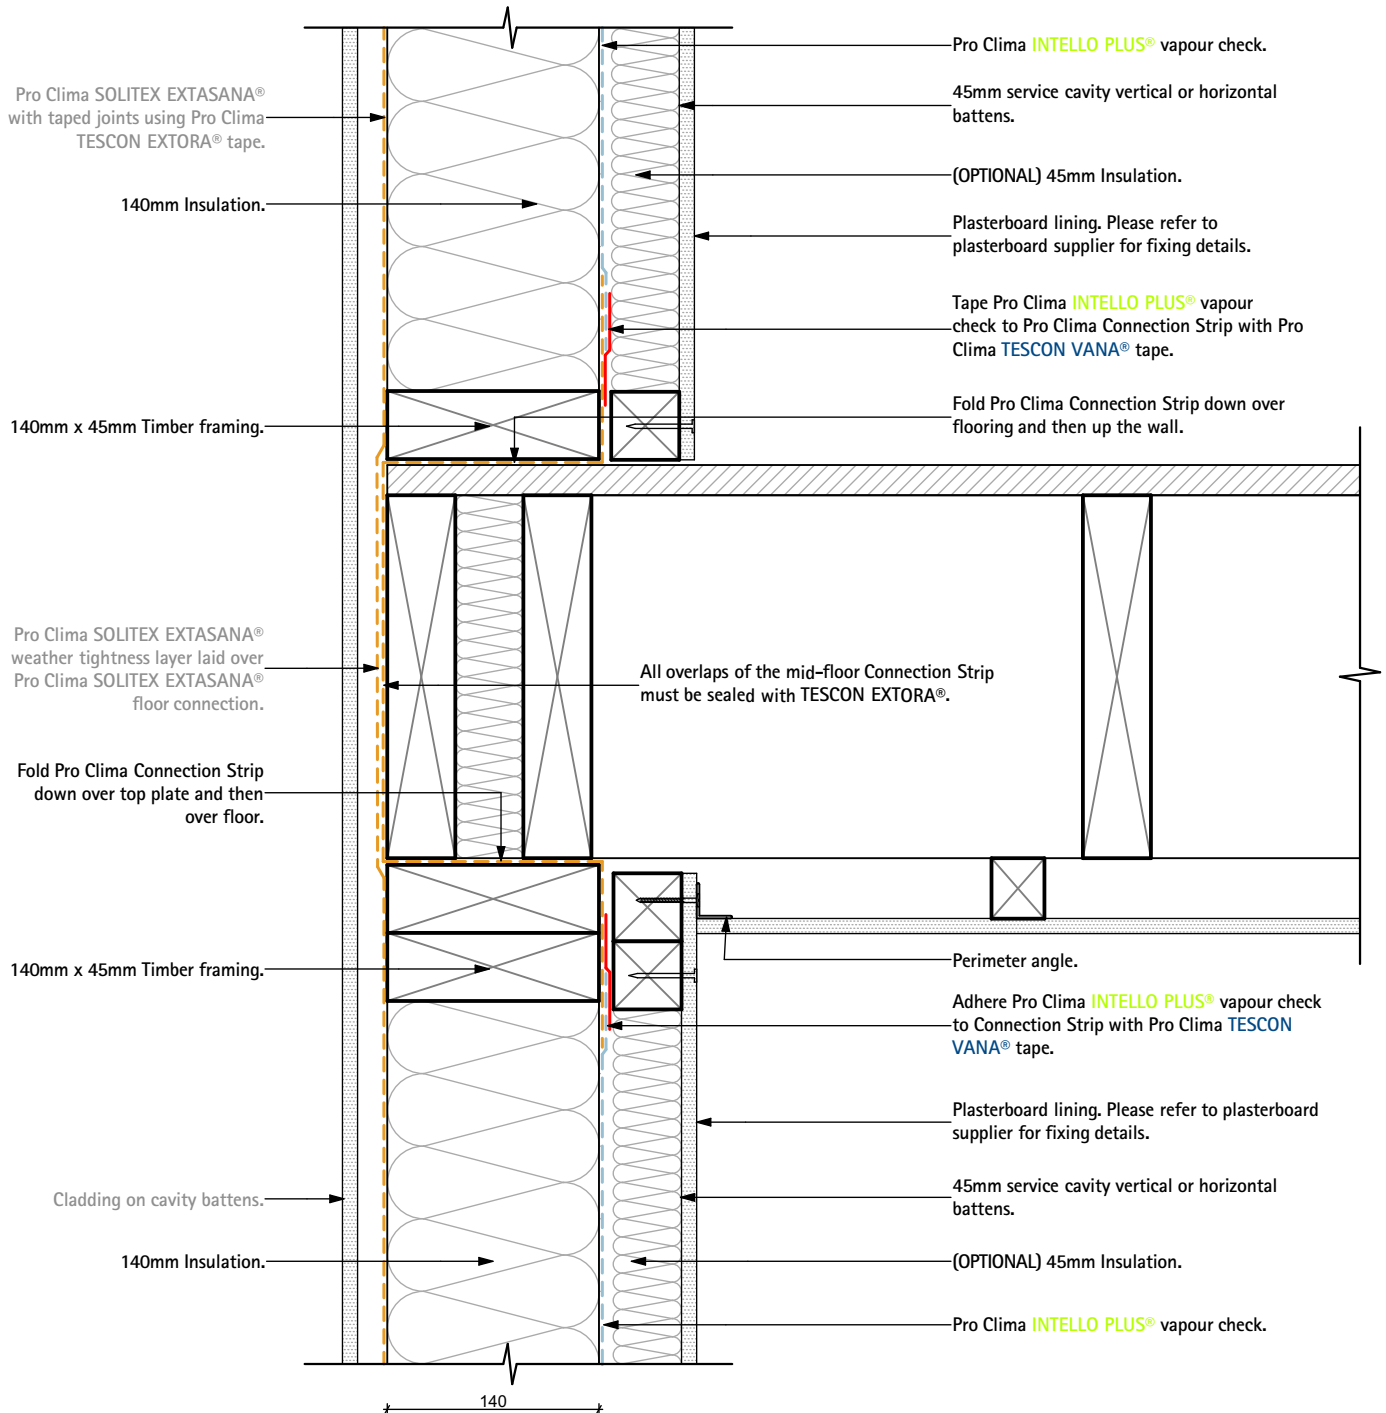 Pro Clima SOLITEX EXTASANA®
with taped joints using Pro Clima
TESCON EXTORA® tape.
140mm Insulation.
140mm x 45mm Timber framing.
Pro Clima SOLITEX EXTASANA®
weather tightness layer laid over
Pro Clima SOLITEX EXTASANA®
floor connection.
Fold Pro Clima Connection Strip
down over top plate and then
over floor.
140mm x 45mm Timber framing.
Cladding on cavity battens.
140mm Insulation.
All overlaps of the mid-floor Connection Strip
must be sealed with TESCON EXTORA®.
Pro Clima INTELLO PLUS® vapour check.
45mm service cavity vertical or horizontal
battens.
(OPTIONAL) 45mm Insulation.
Plasterboard lining. Please refer to
plasterboard supplier for fixing details.
Tape Pro Clima INTELLO PLUS® vapour
check to Pro Clima Connection Strip with Pro
Clima TESCON VANA® tape.
Fold Pro Clima Connection Strip down over
flooring and then up the wall.
Perimeter angle.
Adhere Pro Clima INTELLO PLUS® vapour check
to Connection Strip with Pro Clima TESCON
VANA® tape.
Plasterboard lining. Please refer to plasterboard
supplier for fixing details.
45mm service cavity vertical or horizontal
battens.
(OPTIONAL) 45mm Insulation.
Pro Clima INTELLO PLUS® vapour check.
140